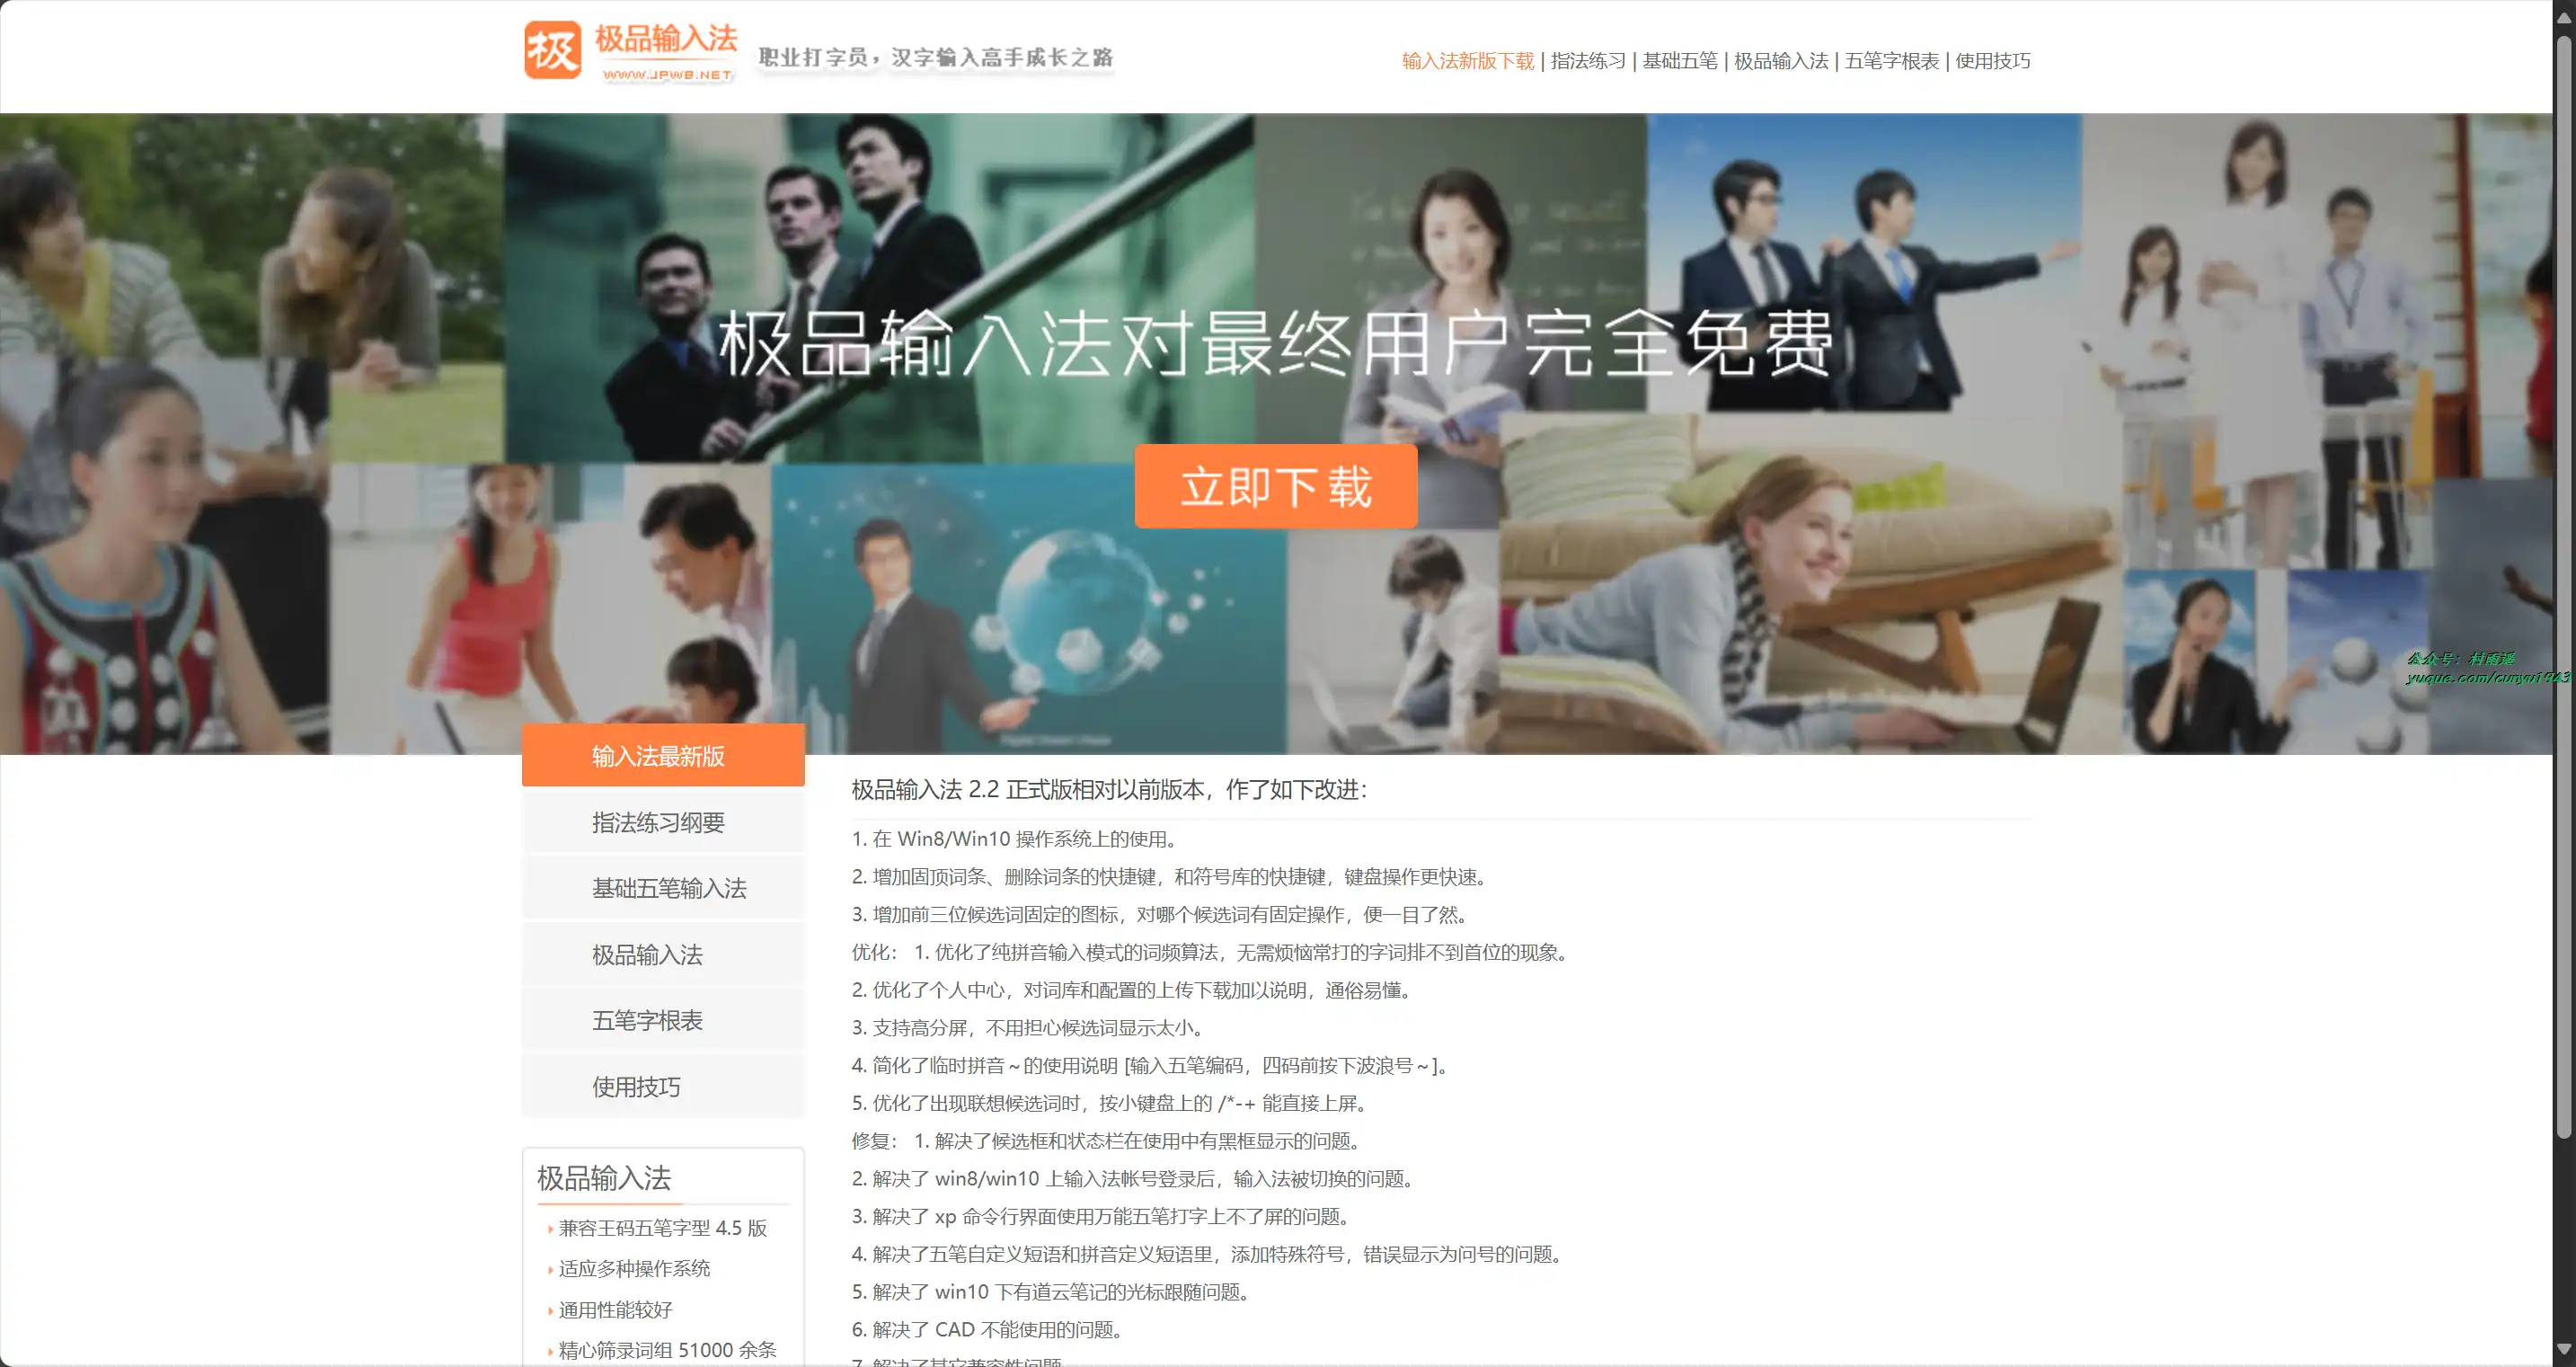 极
极品输入法
WWW.JPWB.NET
职业打字员，汉字输入高手成长之路
输入法新版下载 | 指法练习 | 基础五笔 | 极品输入法 | 五笔字根表 | 使用技巧
极品输入法对最终用户完全免费
立即下载
公众号：村雨遥
yuque.com/cunyu1943
输入法最新版
指法练习纲要
基础五笔输入法
极品输入法
五笔字根表
使用技巧
极品输入法
兼容王码五笔字型 4.5 版
适应多种操作系统
通用性能较好
精心筛录词组 51000 余条
极品输入法 2.2 正式版相对以前版本，作了如下改进：
1. 在 Win8/Win10 操作系统上的使用。
2. 增加固顶词条、删除词条的快捷键，和符号库的快捷键，键盘操作更快速。
3. 增加前三位候选词固定的图标，对哪个候选词有固定操作，便一目了然。
优化： 1. 优化了纯拼音输入模式的词频算法，无需烦恼常打的字词排不到首位的现象。
2. 优化了个人中心，对词库和配置的上传下载加以说明，通俗易懂。
3. 支持高分屏，不用担心候选词显示太小。
4. 简化了临时拼音～的使用说明 [输入五笔编码，四码前按下波浪号～]。
5. 优化了出现联想候选词时，按小键盘上的 /*-+ 能直接上屏。
修复： 1. 解决了候选框和状态栏在使用中有黑框显示的问题。
2. 解决了 win8/win10 上输入法帐号登录后，输入法被切换的问题。
3. 解决了 xp 命令行界面使用万能五笔打字上不了屏的问题。
4. 解决了五笔自定义短语和拼音定义短语里，添加特殊符号，错误显示为问号的问题。
5. 解决了 win10 下有道云笔记的光标跟随问题。
6. 解决了 CAD 不能使用的问题。
7. 解决了其它兼容性问题